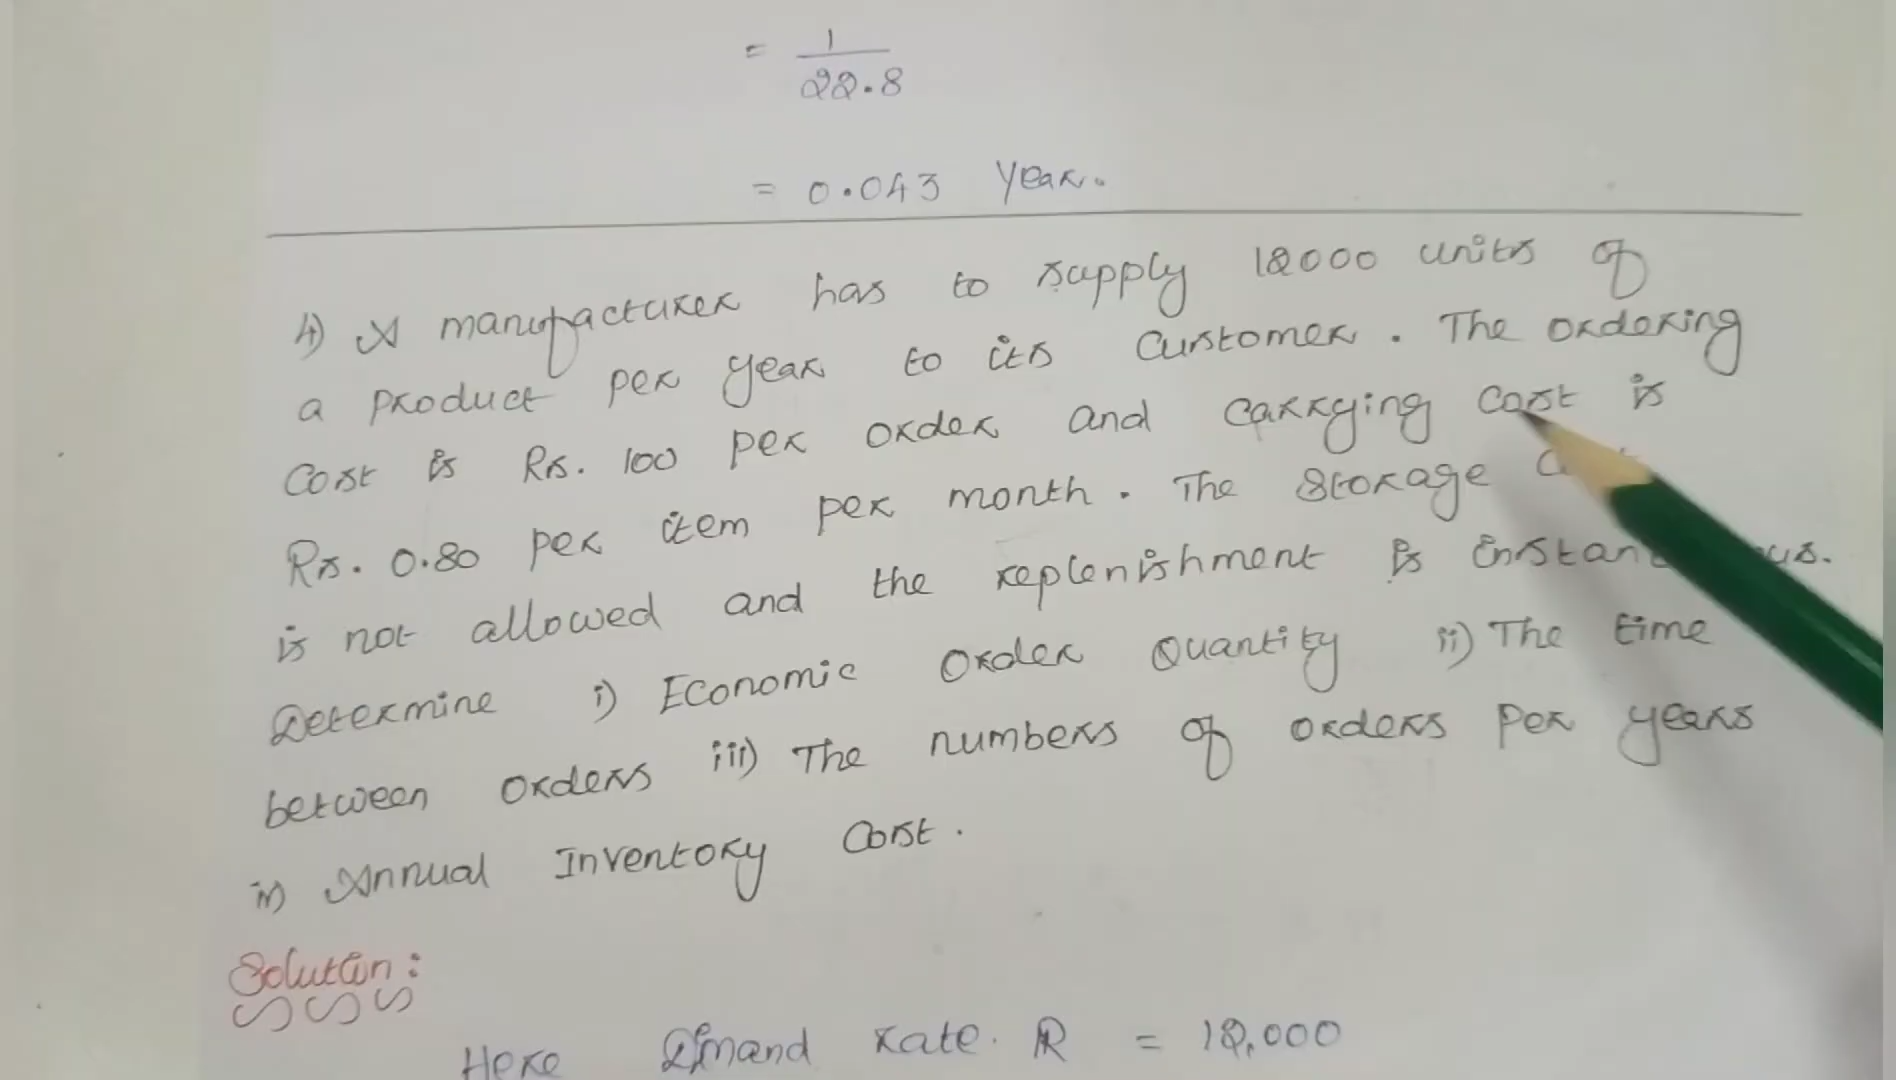 = 1
22.8
= 0.043 year.
4) A manufacturer has to supply 12000 units of
a product per year to its customer. The ordering
Cost is Rs. 100 per order and carrying cost is
Rs. 0.80 per item per month. The storage
is not allowed and the replenishment is
Determine i) Economic Order Quantity ii) The time
between orders iii) The numbers of orders per years
iv) Annual Inventory Cost.
Solution:
Here Demand rate. R = 12,000